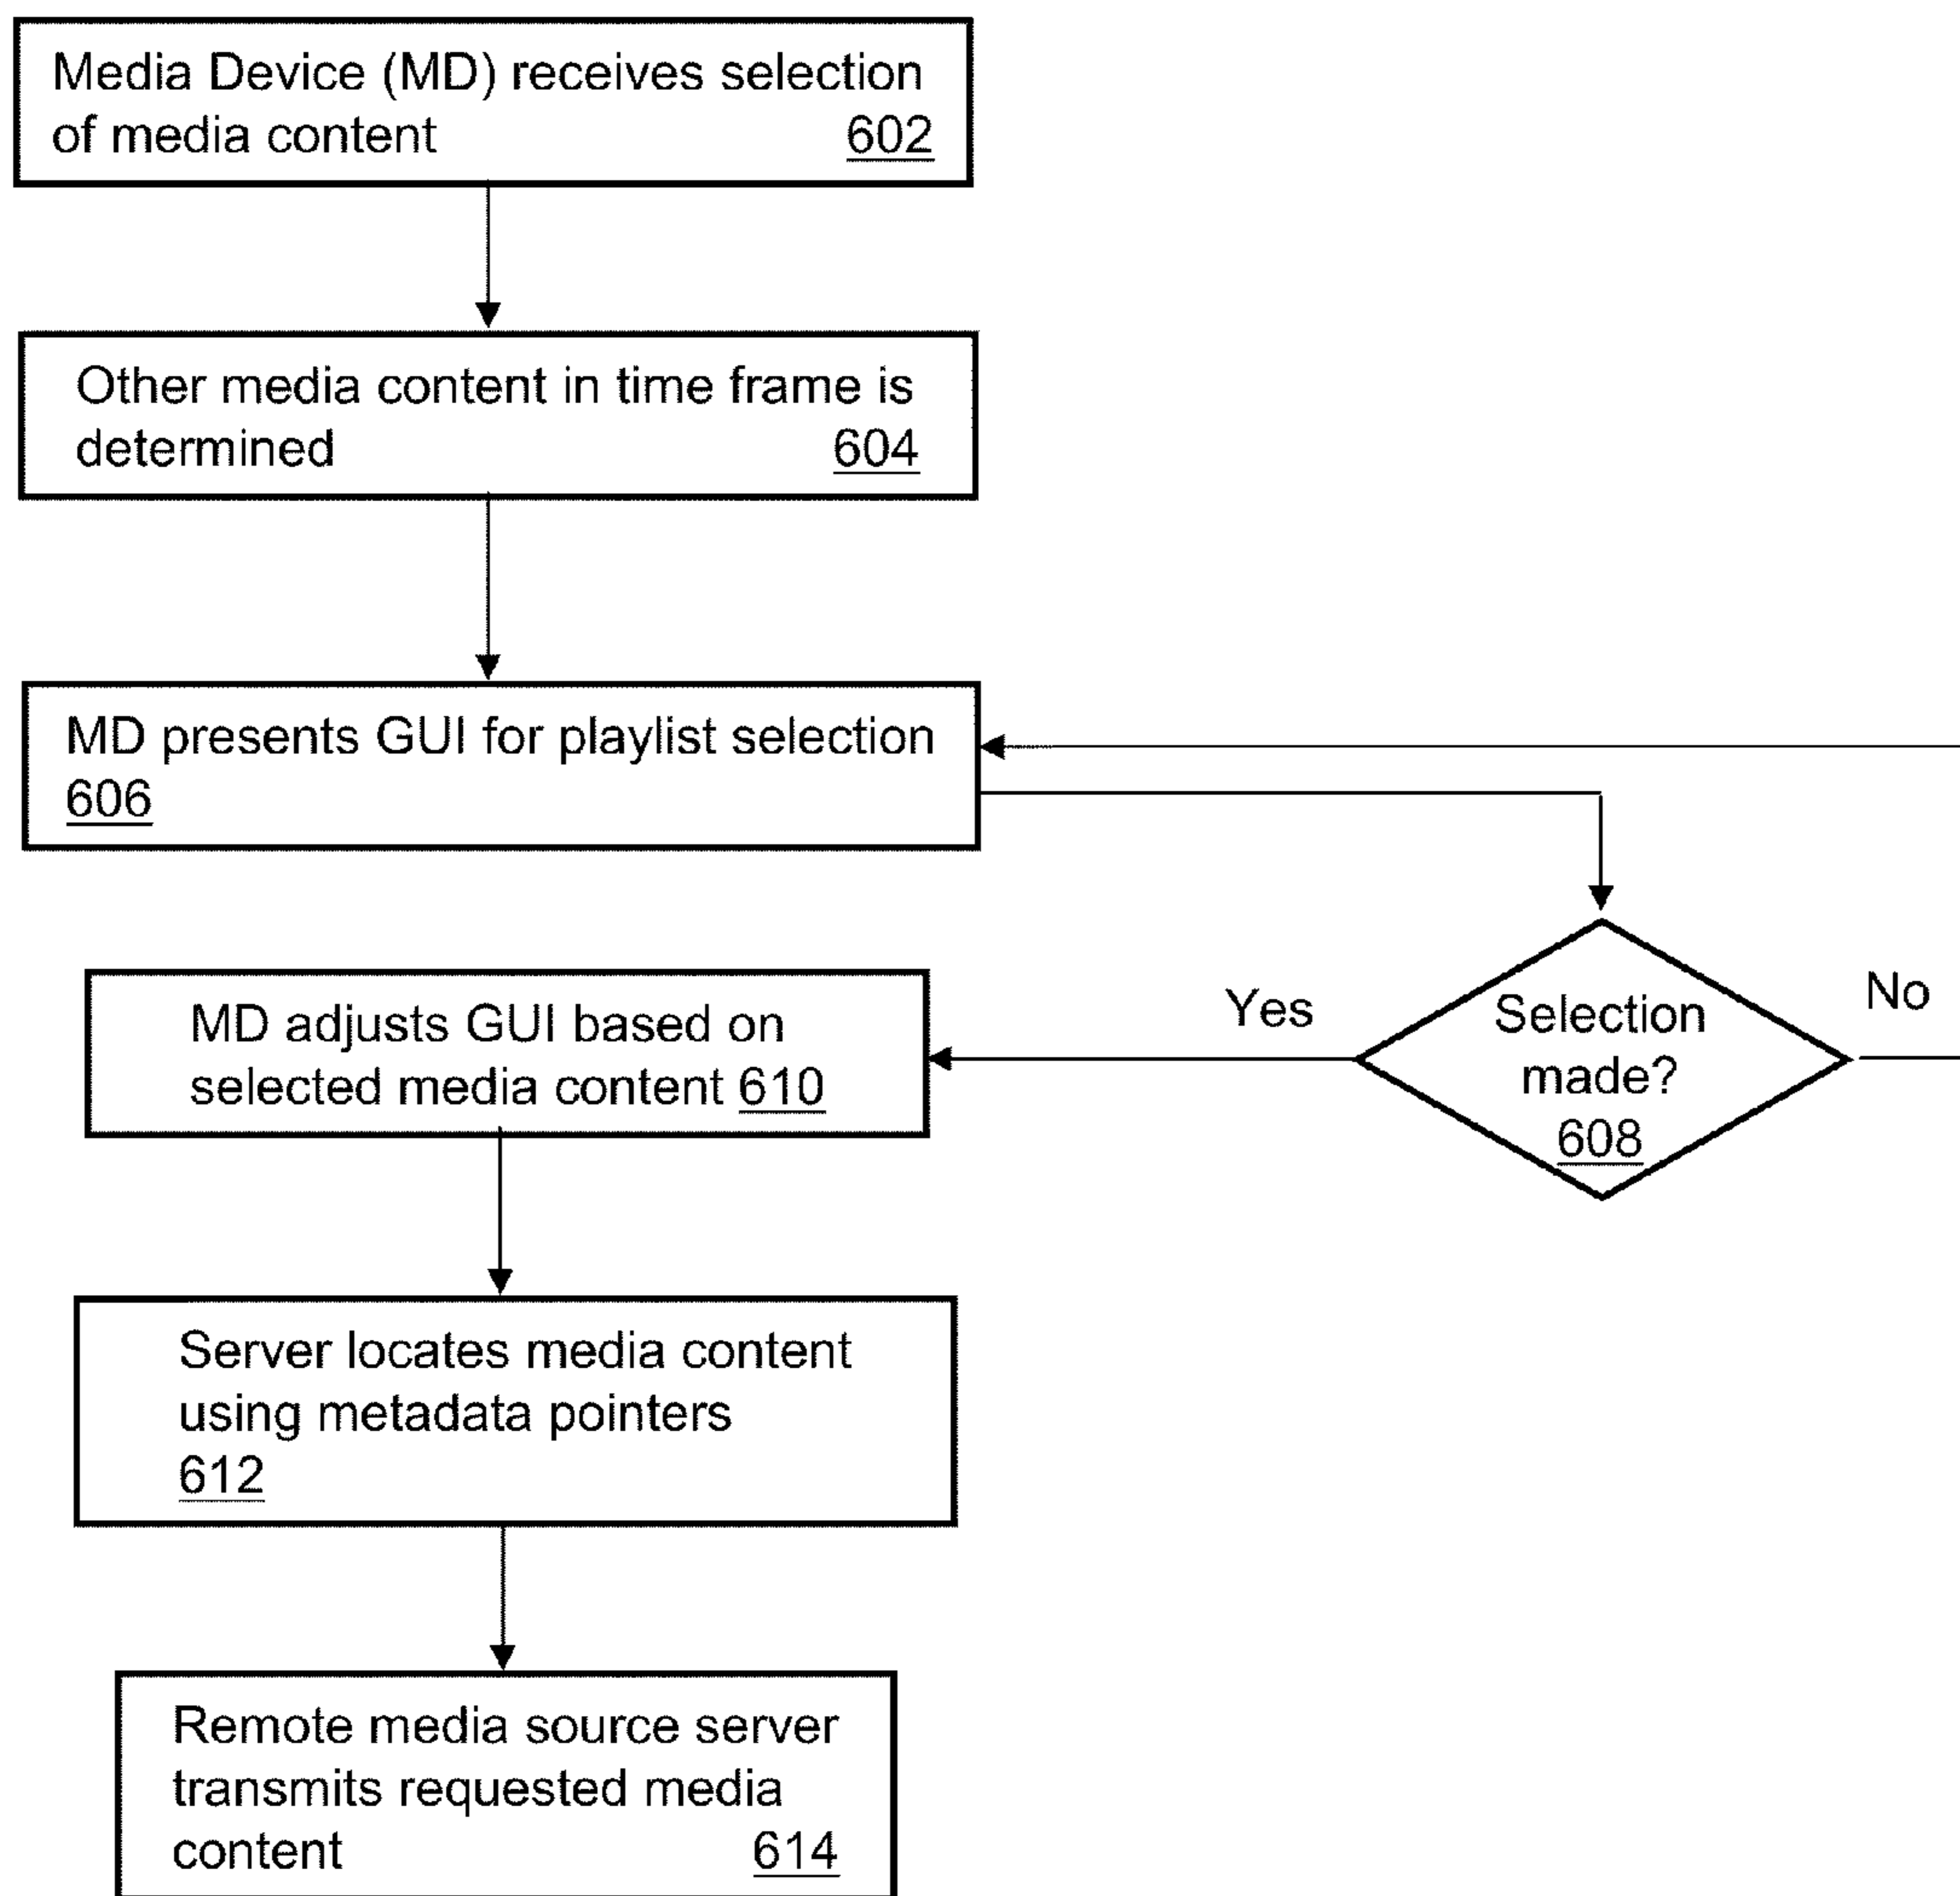 Media Device (MD) receives selection
of media content 602
Other media content in time frame is
determined 604
MD presents GUI for playlist selection
606
Selection
made?
608
Yes
No
MD adjusts GUI based on
selected media content 610
Server locates media content
using metadata pointers
612
Remote media source server
transmits requested media
content 614